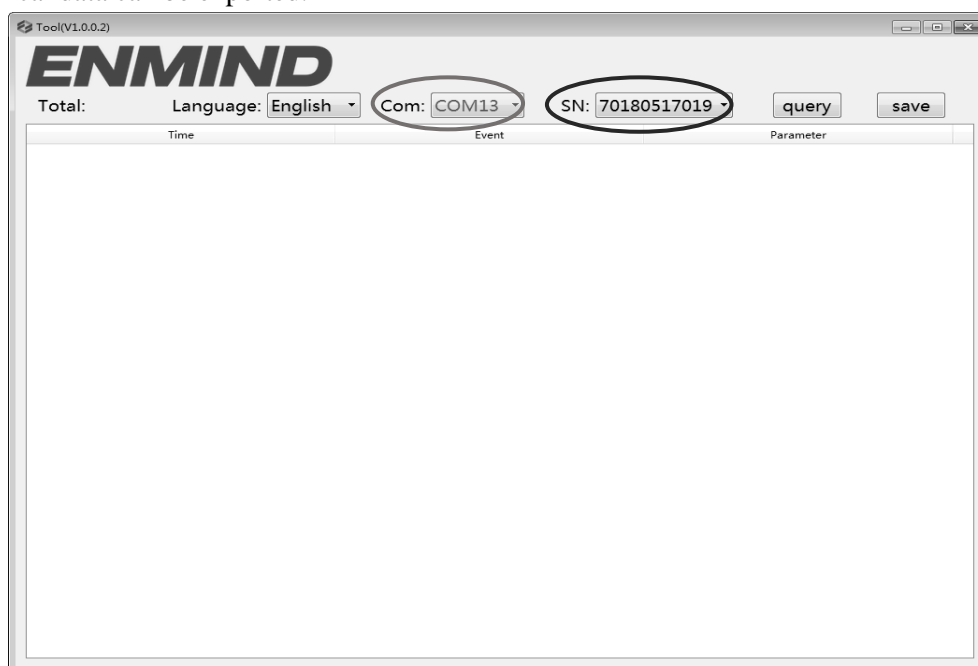 Tool(V1.0.0.2)
ENMIND
Total: Language: English Com: COM13 SN: 70180517019 query save
Time Event Parameter